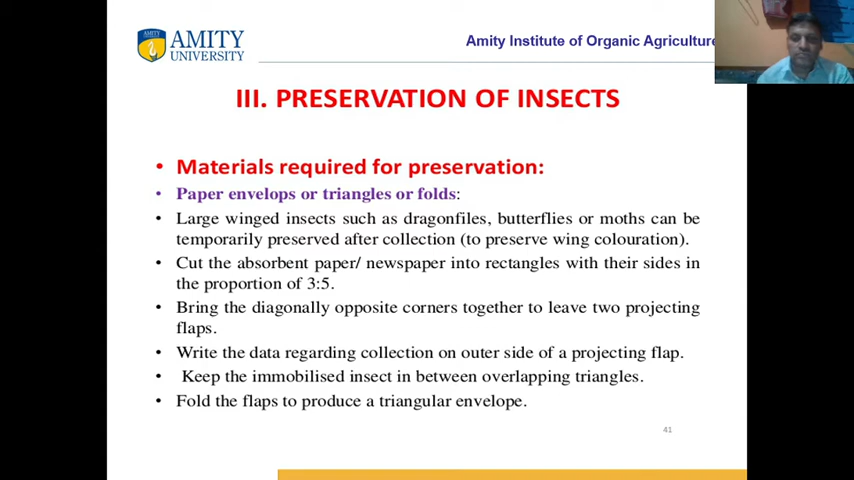 AMITY
UNIVERSITY
Amity Institute of Organic Agriculture
III. PRESERVATION OF INSECTS
• Materials required for preservation:
• Paper envelops or triangles or folds:
• Large winged insects such as dragonfiles, butterflies or moths can be
temporarily preserved after collection (to preserve wing colouration).
• Cut the absorbent paper/ newspaper into rectangles with their sides in
the proportion of 3:5.
• Bring the diagonally opposite corners together to leave two projecting
flaps.
• Write the data regarding collection on outer side of a projecting flap.
• Keep the immobilised insect in between overlapping triangles.
• Fold the flaps to produce a triangular envelope.
41